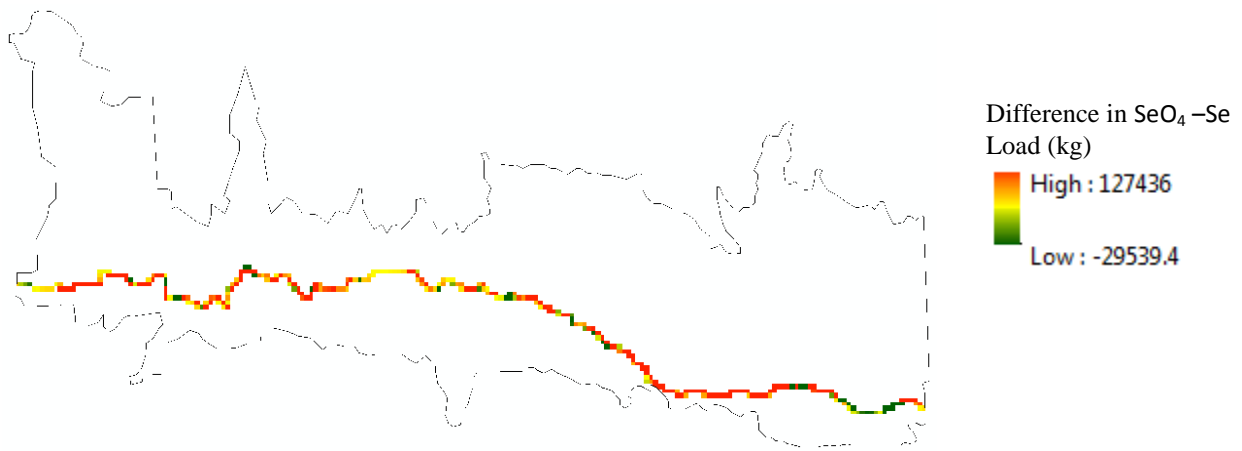 Difference in SeO₄ –Se
Load (kg)
High : 127436
Low : -29539.4